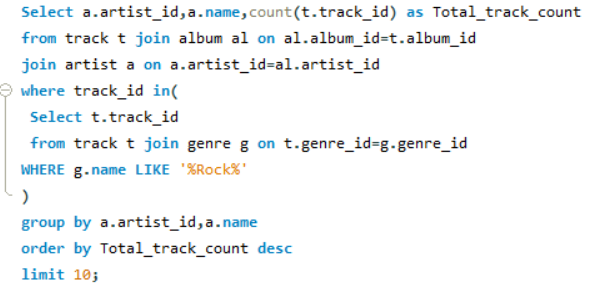 Select a.artist_id,a.name,count(t.track_id) as Total_track_count
from track t join album al on al.album_id=t.album_id
join artist a on a.artist_id=al.artist_id
where track_id in(
Select t.track_id
from track t join genre g on t.genre_id=g.genre_id
WHERE g.name LIKE '%Rock%'
)
group by a.artist_id,a.name
order by Total_track_count desc
limit 10;